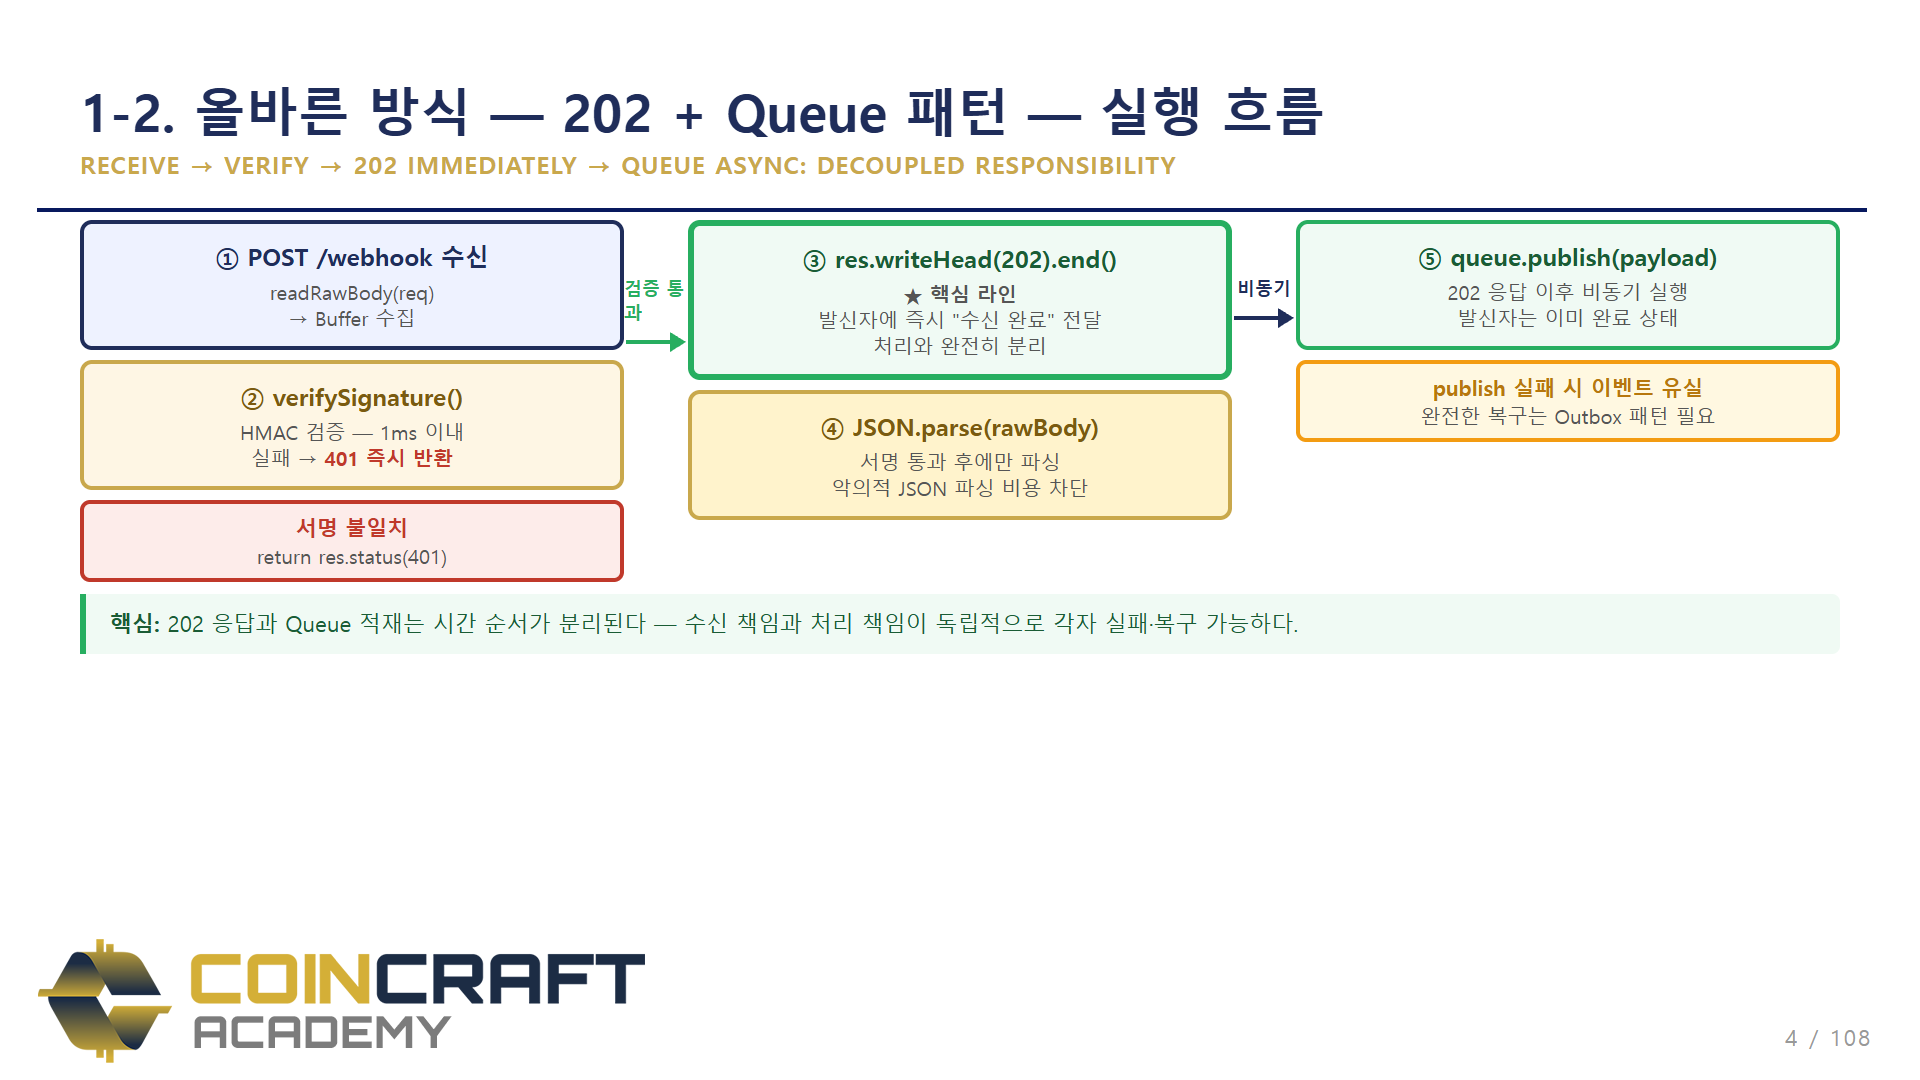 1-2. 올바른 방식 — 202 + Queue 패턴 — 실행 흐름
RECEIVE → VERIFY → 202 IMMEDIATELY → QUEUE ASYNC: DECOUPLED RESPONSIBILITY
① POST /webhook 수신
readRawBody(req)
→ Buffer 수집
② verifySignature()
HMAC 검증 — 1ms 이내
실패 → 401 즉시 반환
서명 불일치
return res.status(401)
검증 통
과
③ res.writeHead(202).end()
★ 핵심 라인
발신자에 즉시 "수신 완료" 전달
처리와 완전히 분리
④ JSON.parse(rawBody)
서명 통과 후에만 파싱
악의적 JSON 파싱 비용 차단
비동기
⑤ queue.publish(payload)
202 응답 이후 비동기 실행
발신자는 이미 완료 상태
publish 실패 시 이벤트 유실
완전한 복구는 Outbox 패턴 필요
핵심: 202 응답과 Queue 적재는 시간 순서가 분리된다 — 수신 책임과 처리 책임이 독립적으로 각자 실패·복구 가능하다.
COINCRAFT
ACADEMY
4 / 108